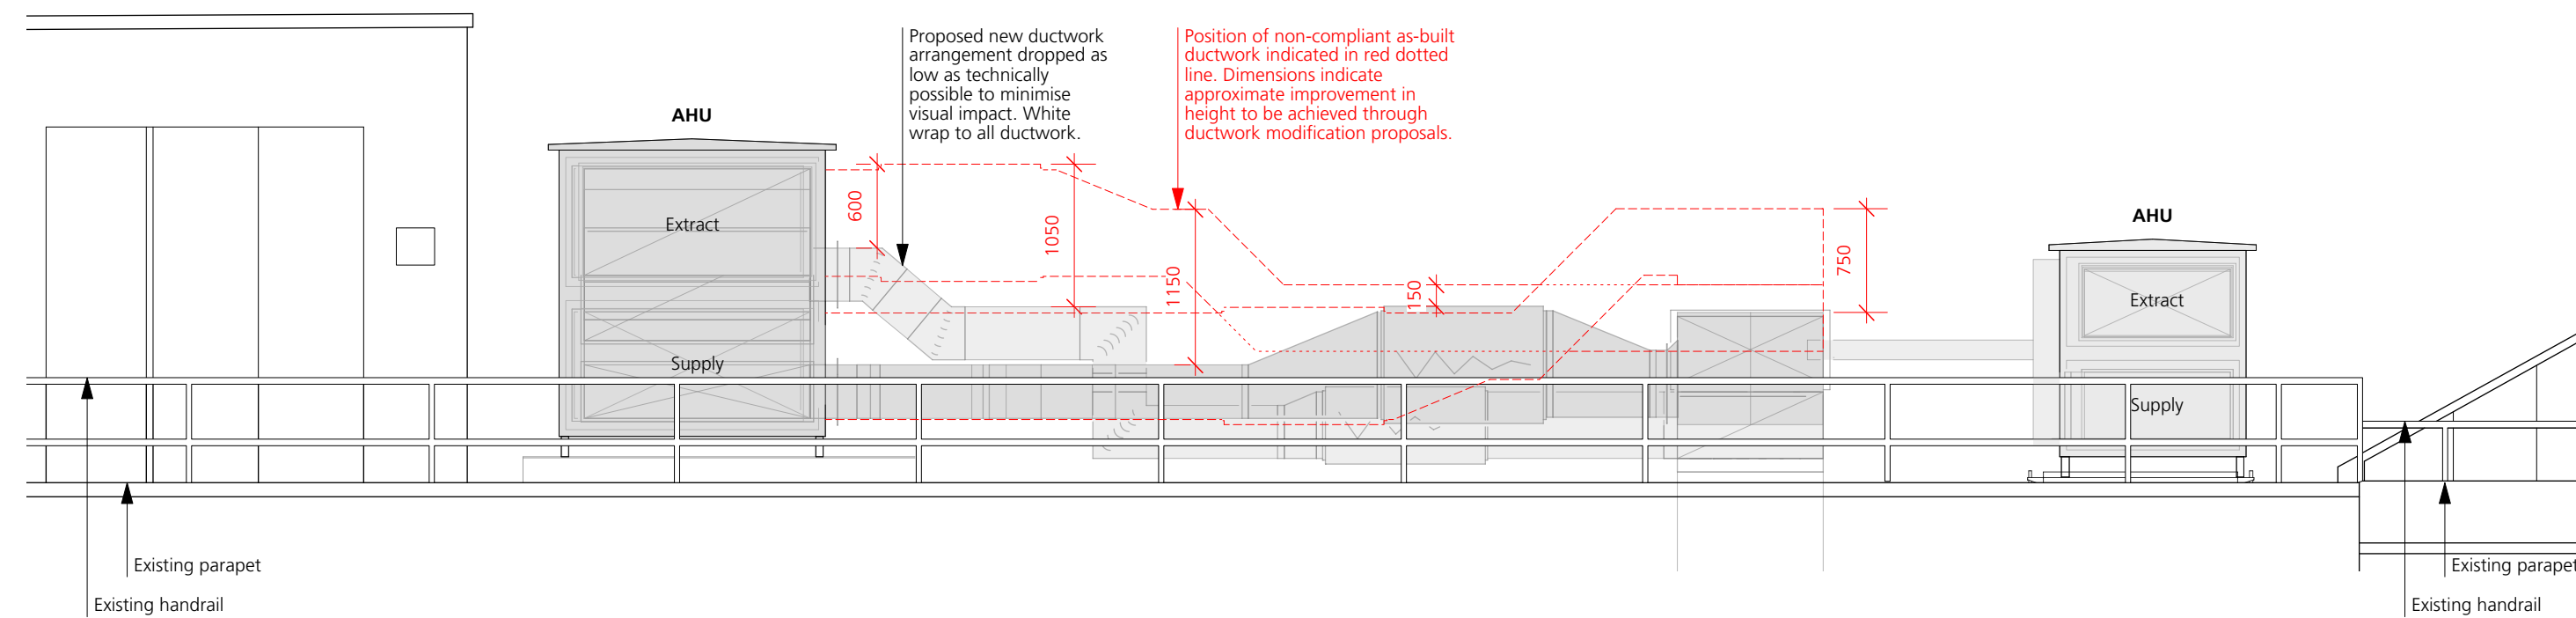 Proposed new ductwork
arrangement dropped as
low as technically
possible to minimise
visual impact. White
wrap to all ductwork.
Position of non-compliant as-built
ductwork indicated in red dotted
line. Dimensions indicate
approximate improvement in
height to be achieved through
ductwork modification proposals.
AHU
Extract
Supply
600
1050
1150
150
750
AHU
Extract
Supply
Existing parapet
Existing handrail
Existing parapet
Existing handrail